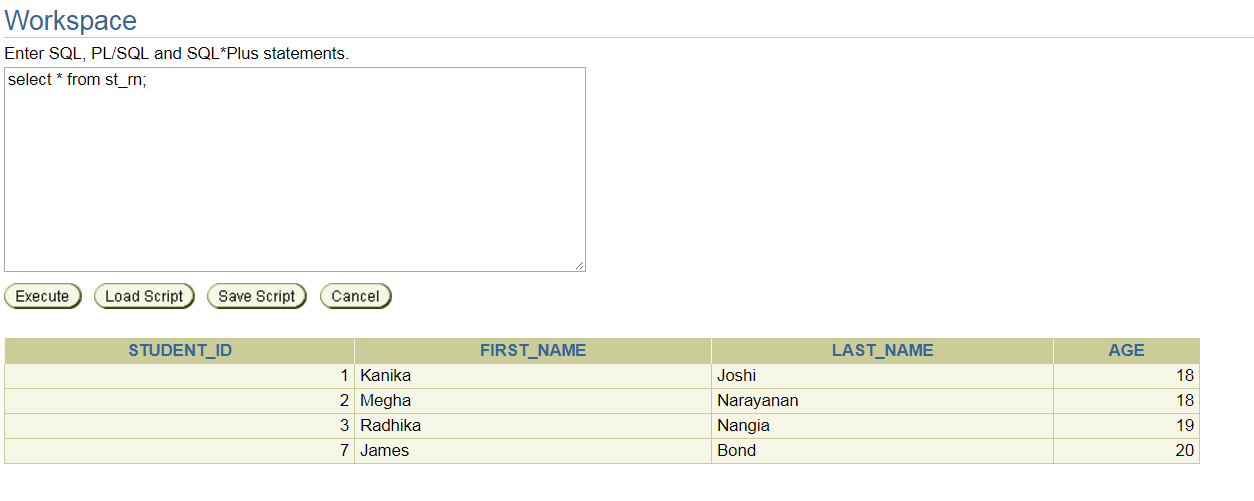 Workspace
Enter SQL, PL/SQL and SQL*Plus statements.
select * from st_rn;
Execute Load Script Save Script Cancel
STUDENT_ID FIRST_NAME LAST_NAME AGE
1 Kanika Joshi 18
2 Megha Narayanan 18
3 Radhika Nangia 19
7 James Bond 20